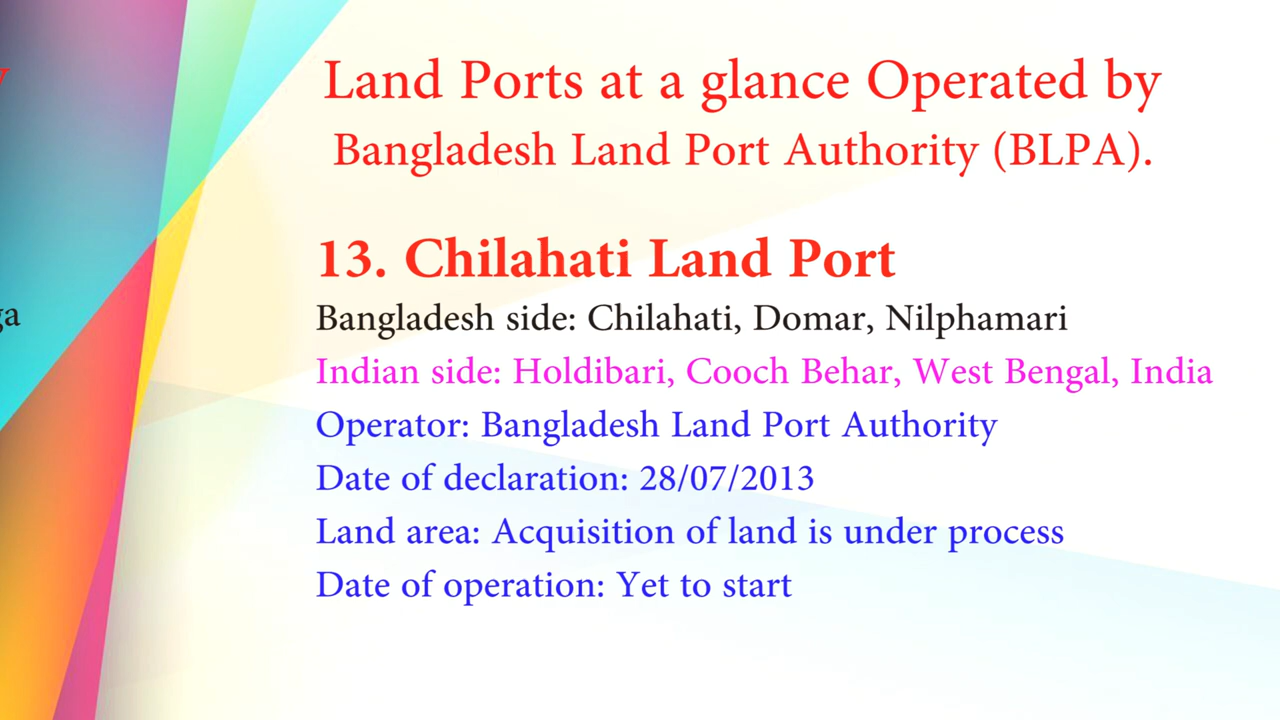 Land Ports at a glance Operated by
Bangladesh Land Port Authority (BLPA).
13. Chilahati Land Port
Bangladesh side: Chilahati, Domar, Nilphamari
Indian side: Holdibari, Cooch Behar, West Bengal, India
Operator: Bangladesh Land Port Authority
Date of declaration: 28/07/2013
Land area: Acquisition of land is under process
Date of operation: Yet to start